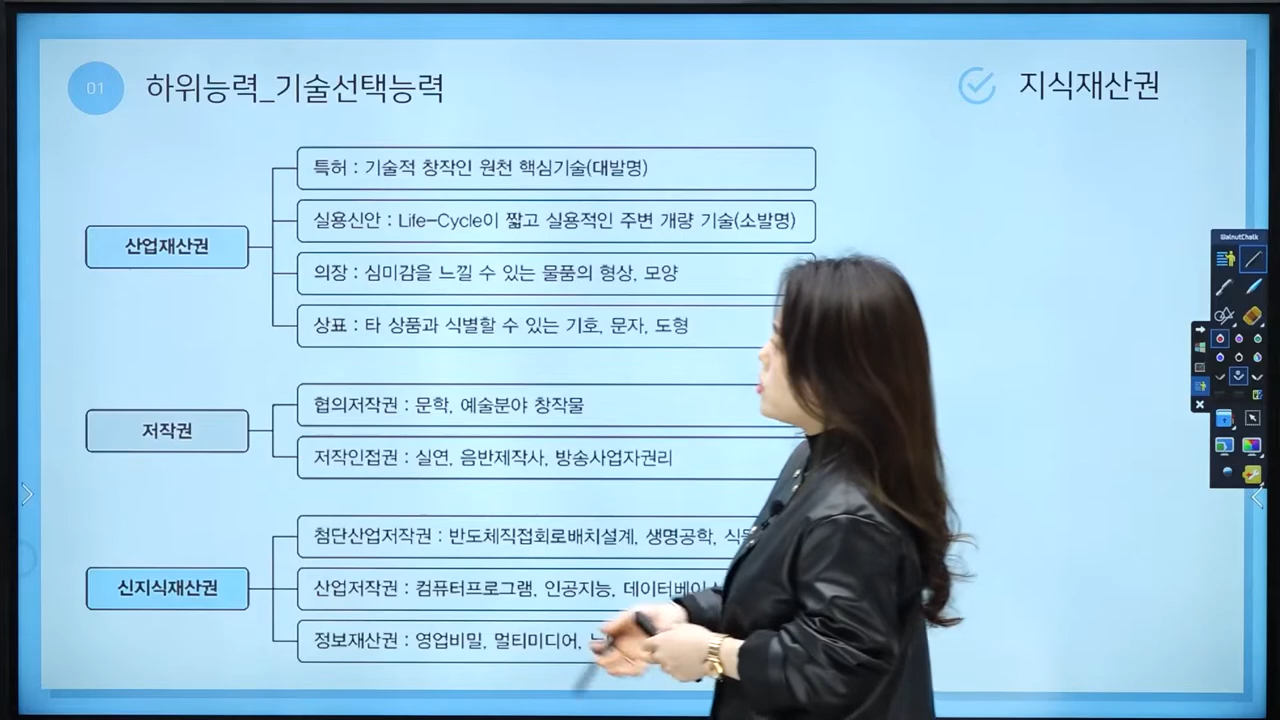 01
하위능력_기술선택능력
지식재산권
산업재산권
특허 : 기술적 창작인 원천 핵심기술(대발명)
실용신안 : Life-Cycle이 짧고 실용적인 주변 개량 기술(소발명)
의장 : 심미감을 느낄 수 있는 물품의 형상, 모양
상표 : 타 상품과 식별할 수 있는 기호, 문자, 도형
저작권
협의저작권 : 문학, 예술분야 창작물
저작인접권 : 실연, 음반제작사, 방송사업자권리
신지식재산권
첨단산업저작권 : 반도체직접회로배치설계, 생명공학,
산업저작권 : 컴퓨터프로그램, 인공지능,
정보재산권 : 영업비밀, 멀티미디어,
WalnutChalk